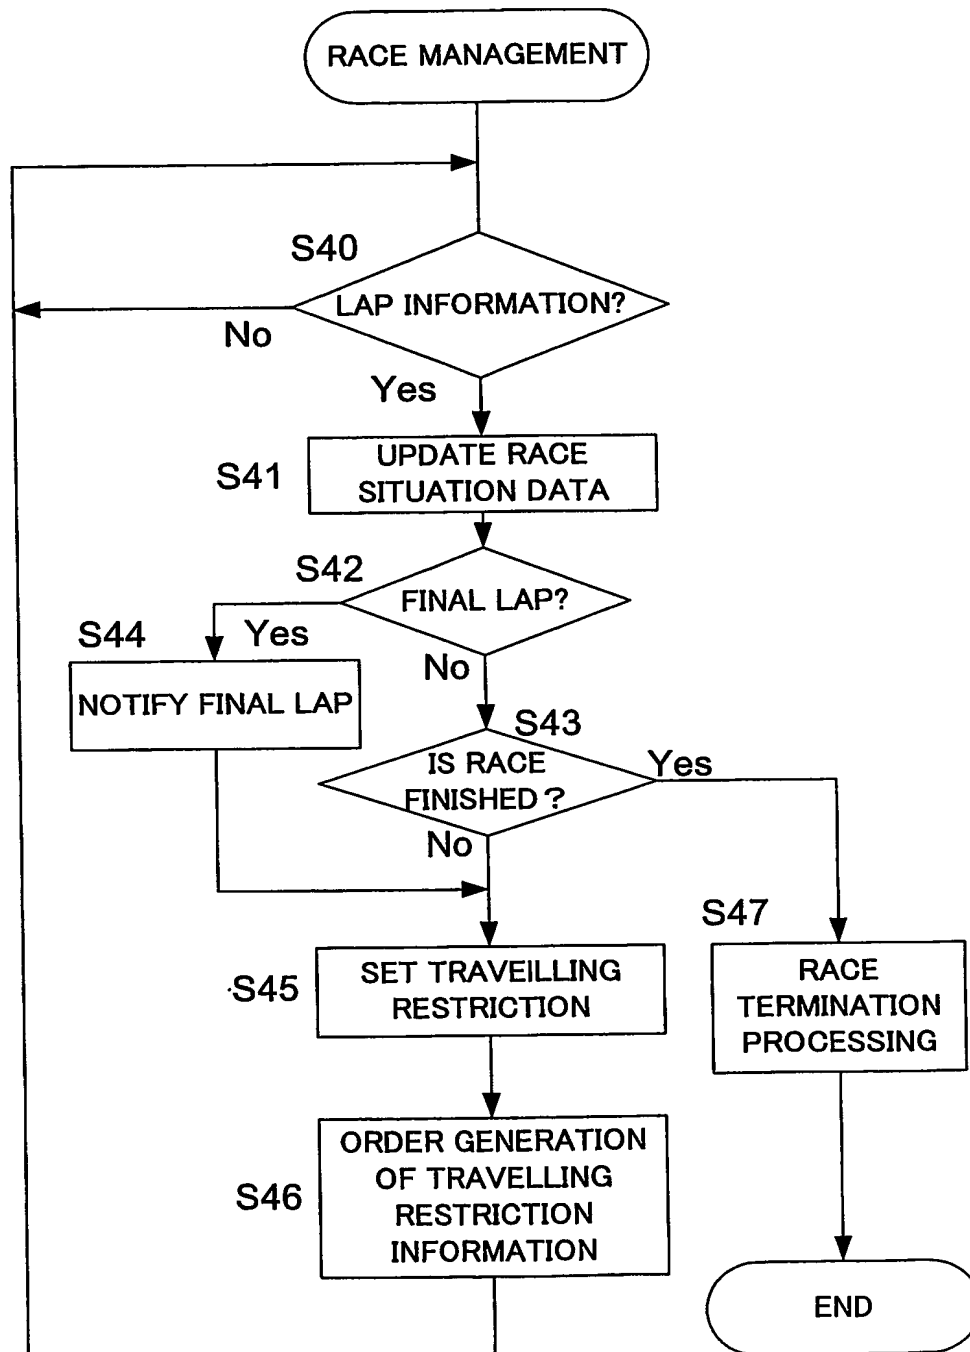 RACE MANAGEMENT
S40
LAP INFORMATION?
No
Yes
S41
UPDATE RACE
SITUATION DATA
S42
FINAL LAP?
S44
Yes
No
NOTIFY FINAL LAP
S43
IS RACE
FINISHED?
Yes
No
S47
S45
SET TRAVEILLING
RESTRICTION
RACE
TERMINATION
PROCESSING
S46
ORDER GENERATION
OF TRAVELLING
RESTRICTION
INFORMATION
END